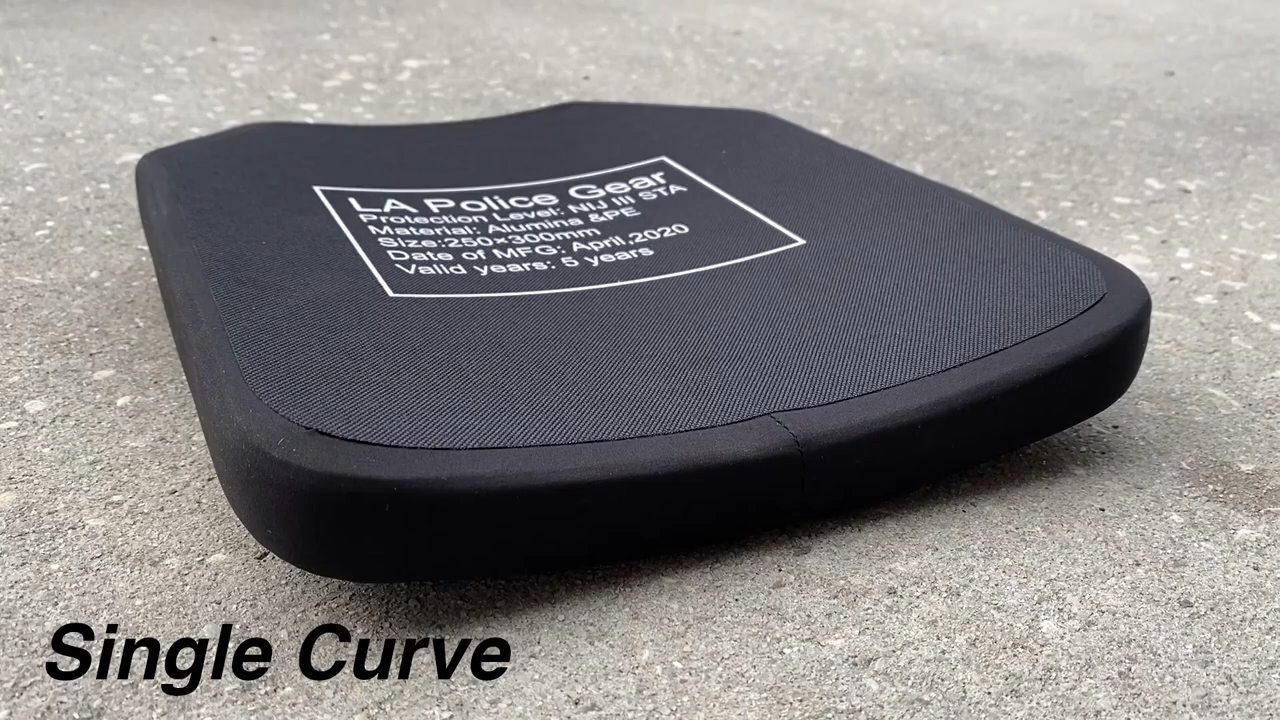 LA Police Gear
Protection Level: NIJ III STA
Material: Alumina &PE
Size:250×300mm
Date of MFG: April,2020
Valid years: 5 years
Single Curve